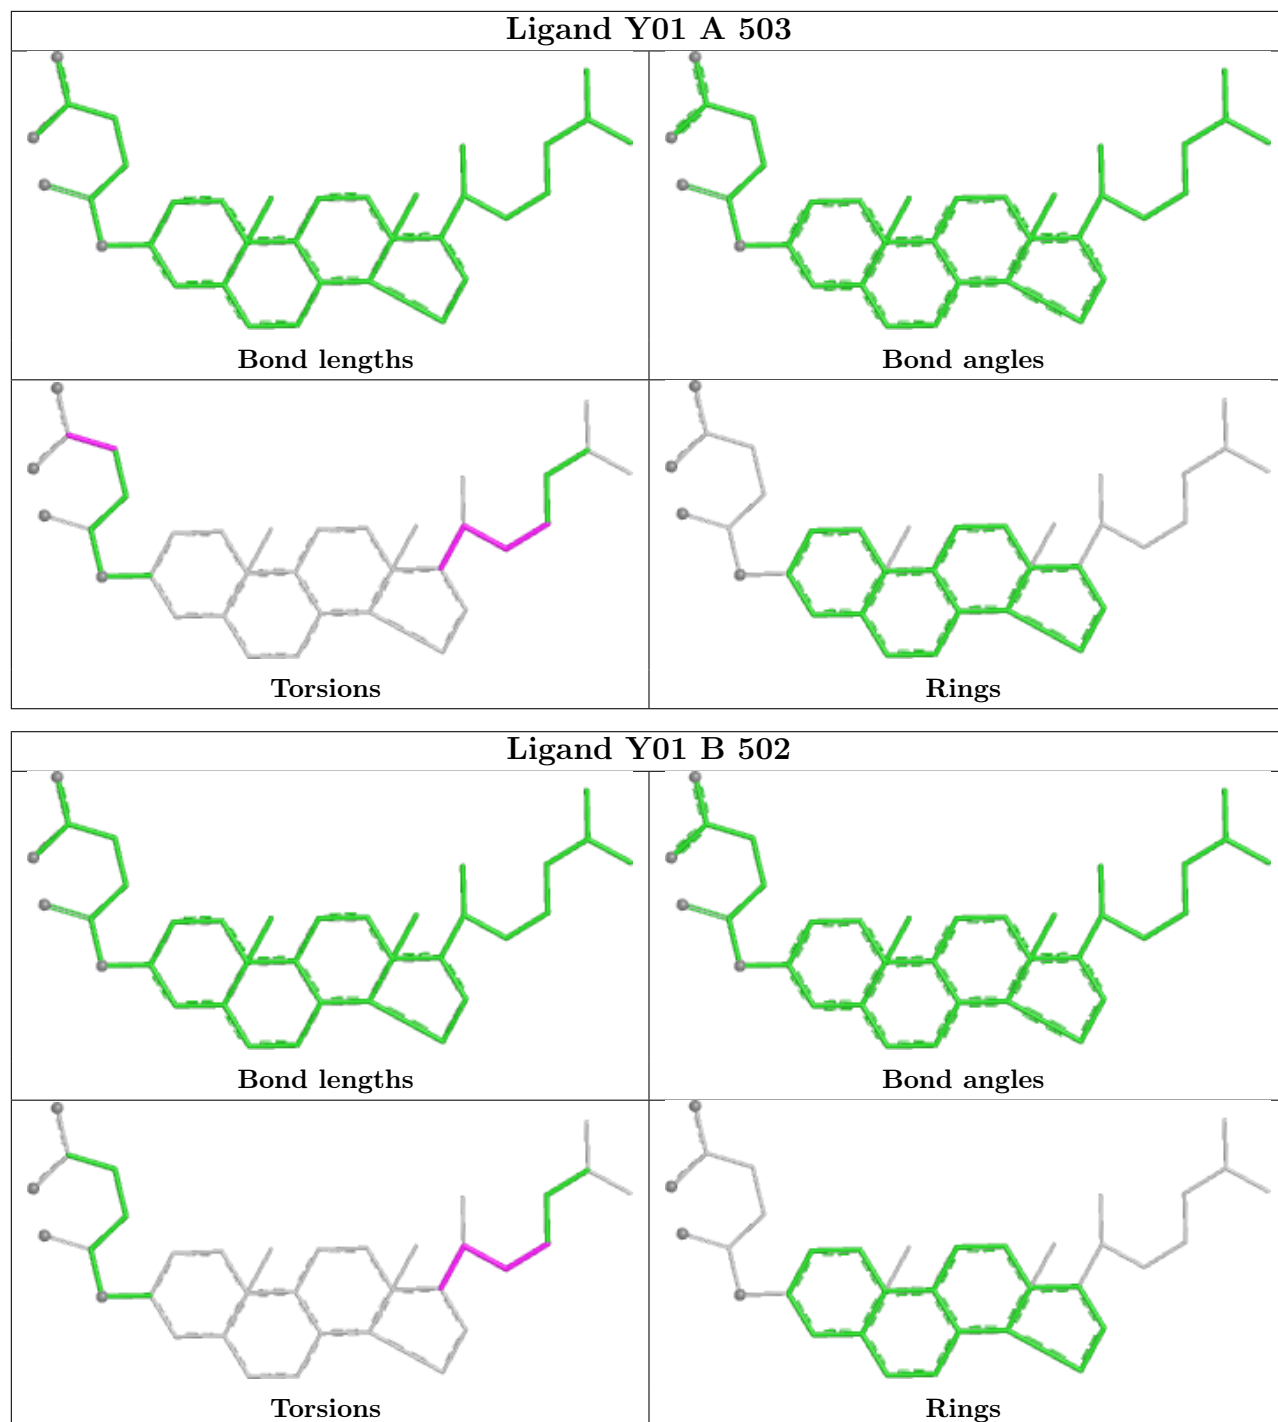 Ligand Y01 A 503
Bond lengths
Bond angles
Torsions
Rings
Ligand Y01 B 502
Bond lengths
Bond angles
Torsions
Rings